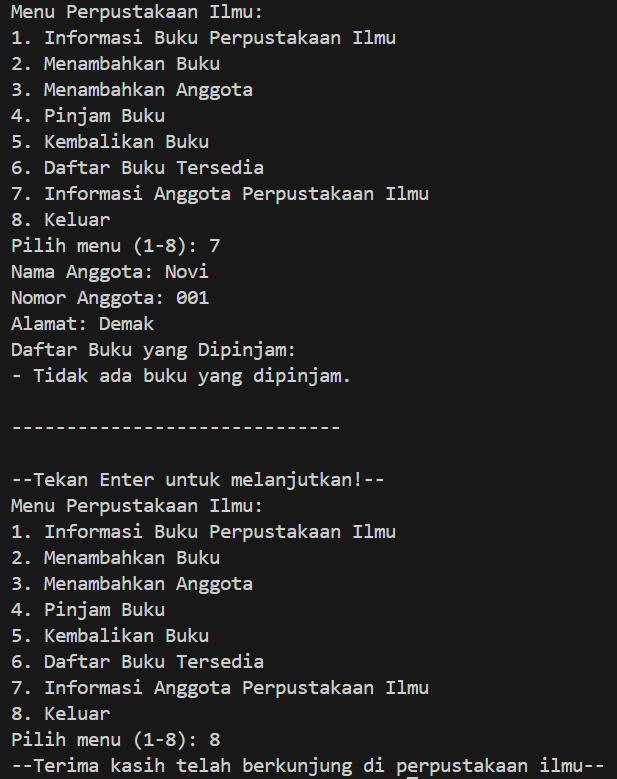 Menu Perpustakaan Ilmu:
1. Informasi Buku Perpustakaan Ilmu
2. Menambahkan Buku
3. Menambahkan Anggota
4. Pinjam Buku
5. Kembalikan Buku
6. Daftar Buku Tersedia
7. Informasi Anggota Perpustakaan Ilmu
8. Keluar
Pilih menu (1-8): 7
Nama Anggota: Novi
Nomor Anggota: 001
Alamat: Demak
Daftar Buku yang Dipinjam:
- Tidak ada buku yang dipinjam.
------------------------------
--Tekan Enter untuk melanjutkan!--
Menu Perpustakaan Ilmu:
1. Informasi Buku Perpustakaan Ilmu
2. Menambahkan Buku
3. Menambahkan Anggota
4. Pinjam Buku
5. Kembalikan Buku
6. Daftar Buku Tersedia
7. Informasi Anggota Perpustakaan Ilmu
8. Keluar
Pilih menu (1-8): 8
--Terima kasih telah berkunjung di perpustakaan ilmu--